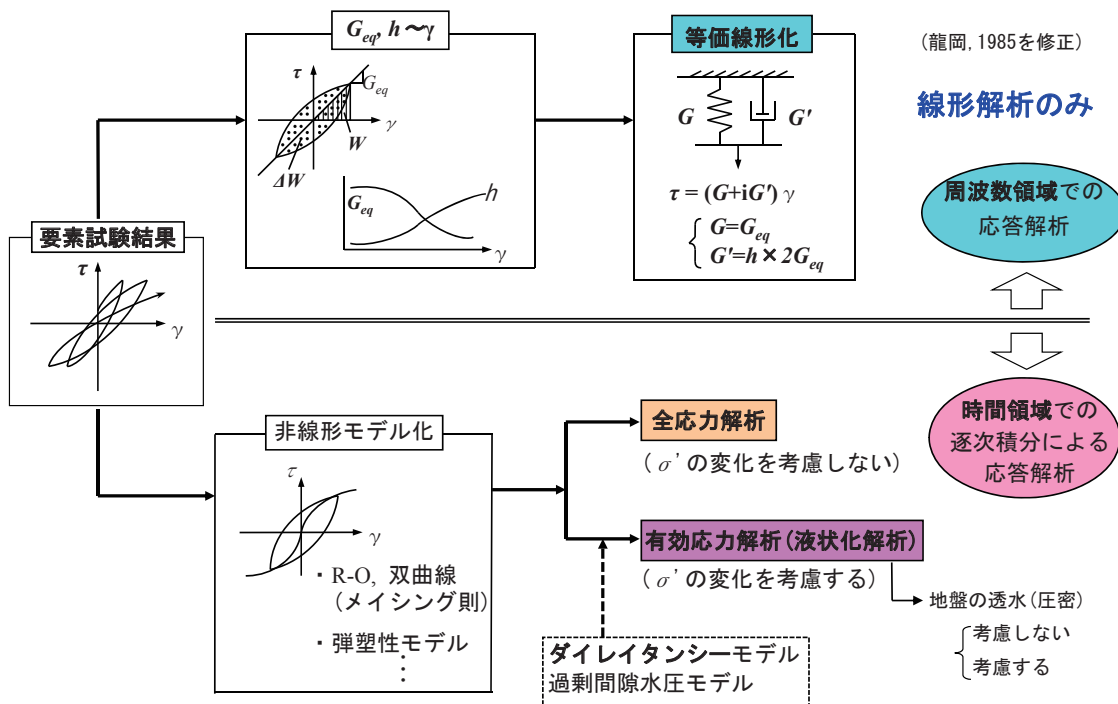 G_eq, h～γ
τ
G_eq
γ
W
ΔW
G_eq
h
γ
等価線形化
G
G'
τ = (G+iG') γ
G=G_eq
G'=h×2G_eq
(龍岡, 1985を修正)
線形解析のみ
周波数領域での
応答解析
要素試験結果
τ
γ
時間領域での
逐次積分による
応答解析
非線形モデル化
τ
γ
・R-O, 双曲線
(メイシング則)
・弾塑性モデル
⋮
全応力解析
(σ'の変化を考慮しない)
有効応力解析(液状化解析)
(σ'の変化を考慮する)
地盤の透水(圧密)
考慮しない
考慮する
ダイレイタンシーモデル
過剰間隙水圧モデル